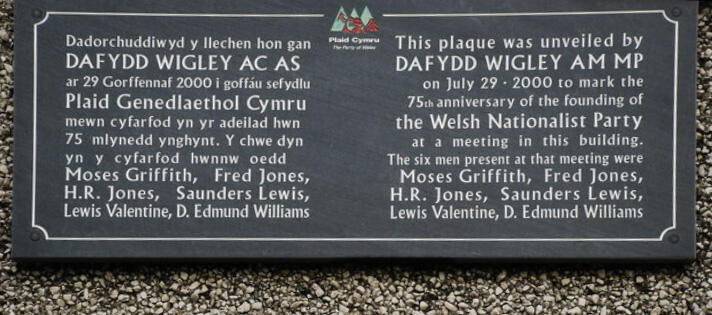 Plaid Cymru
The Party of Wales
Dadorchuddiwyd y llechen hon gan
DAFYDD WIGLEY AC AS
ar 29 Gorffennaf 2000 i goffáu sefydlu
Plaid Genedlaethol Cymru
mewn cyfarfod yn yr adeilad hwn
75 mlynedd ynghynt. Y chwe dyn
yn y cyfarfod hwnnw oedd
Moses Griffith, Fred Jones,
H.R. Jones, Saunders Lewis,
Lewis Valentine, D. Edmund Williams
This plaque was unveiled by
DAFYDD WIGLEY AM MP
on July 29 · 2000 to mark the
75th anniversary of the founding of
the Welsh Nationalist Party
at a meeting in this building.
The six men present at that meeting were
Moses Griffith, Fred Jones,
H.R. Jones, Saunders Lewis,
Lewis Valentine, D. Edmund Williams